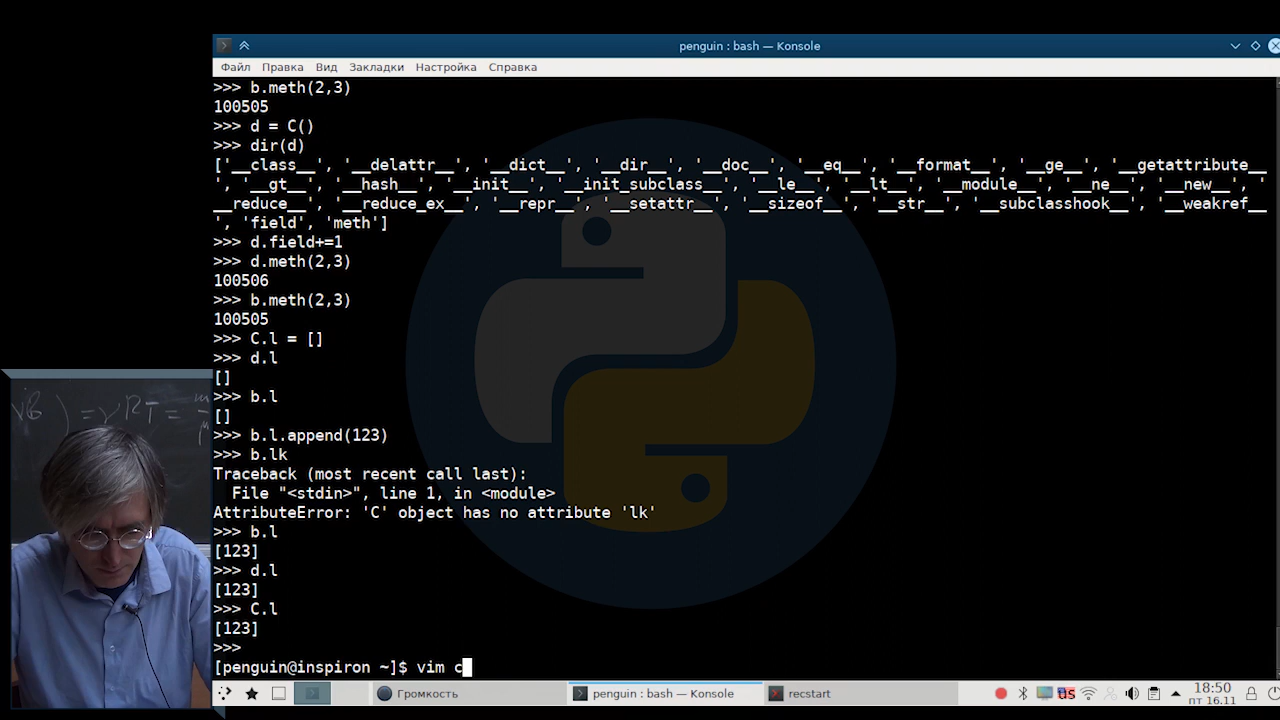 penguin : bash — Konsole
Файл Правка Вид Закладки Настройка Справка
>>> b.meth(2,3)
100505
>>> d = C()
>>> dir(d)
['__class__', '__delattr__', '__dict__', '__dir__', '__doc__', '__eq__', '__format__', '__ge__', '__getattribute__
', '__gt__', '__hash__', '__init__', '__init_subclass__', '__le__', '__lt__', '__module__', '__ne__', '__new__', '
__reduce__', '__reduce_ex__', '__repr__', '__setattr__', '__sizeof__', '__str__', '__subclasshook__', '__weakref__
', 'field', 'meth']
>>> d.field+=1
>>> d.meth(2,3)
100506
>>> b.meth(2,3)
100505
>>> C.l = []
>>> d.l
[]
>>> b.l
[]
>>> b.l.append(123)
>>> b.lk
Traceback (most recent call last):
  File "<stdin>", line 1, in <module>
AttributeError: 'C' object has no attribute 'lk'
>>> b.l
[123]
>>> d.l
[123]
>>> C.l
[123]
>>>
[penguin@inspiron ~]$ vim c
) = γ RT =
Громкость
penguin : bash — Konsole
recstart
us
18:50
пт 16.11